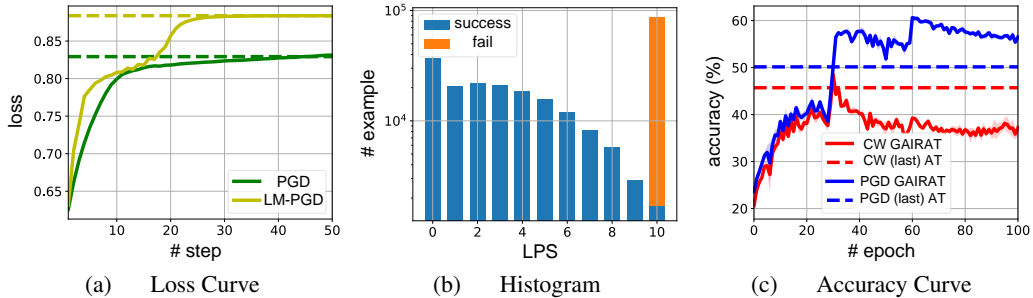 0.85
0.80
0.75
0.70
0.65
loss
10
20
30
40
50
# step
PGD
LM-PGD
(a) Loss Curve
10^5
10^4
# example
success
fail
0
2
4
6
8
10
LPS
(b) Histogram
60
50
40
30
20
accuracy (%)
CW GAIRAT
CW (last) AT
PGD GAIRAT
PGD (last) AT
0
20
40
60
80
100
# epoch
(c) Accuracy Curve